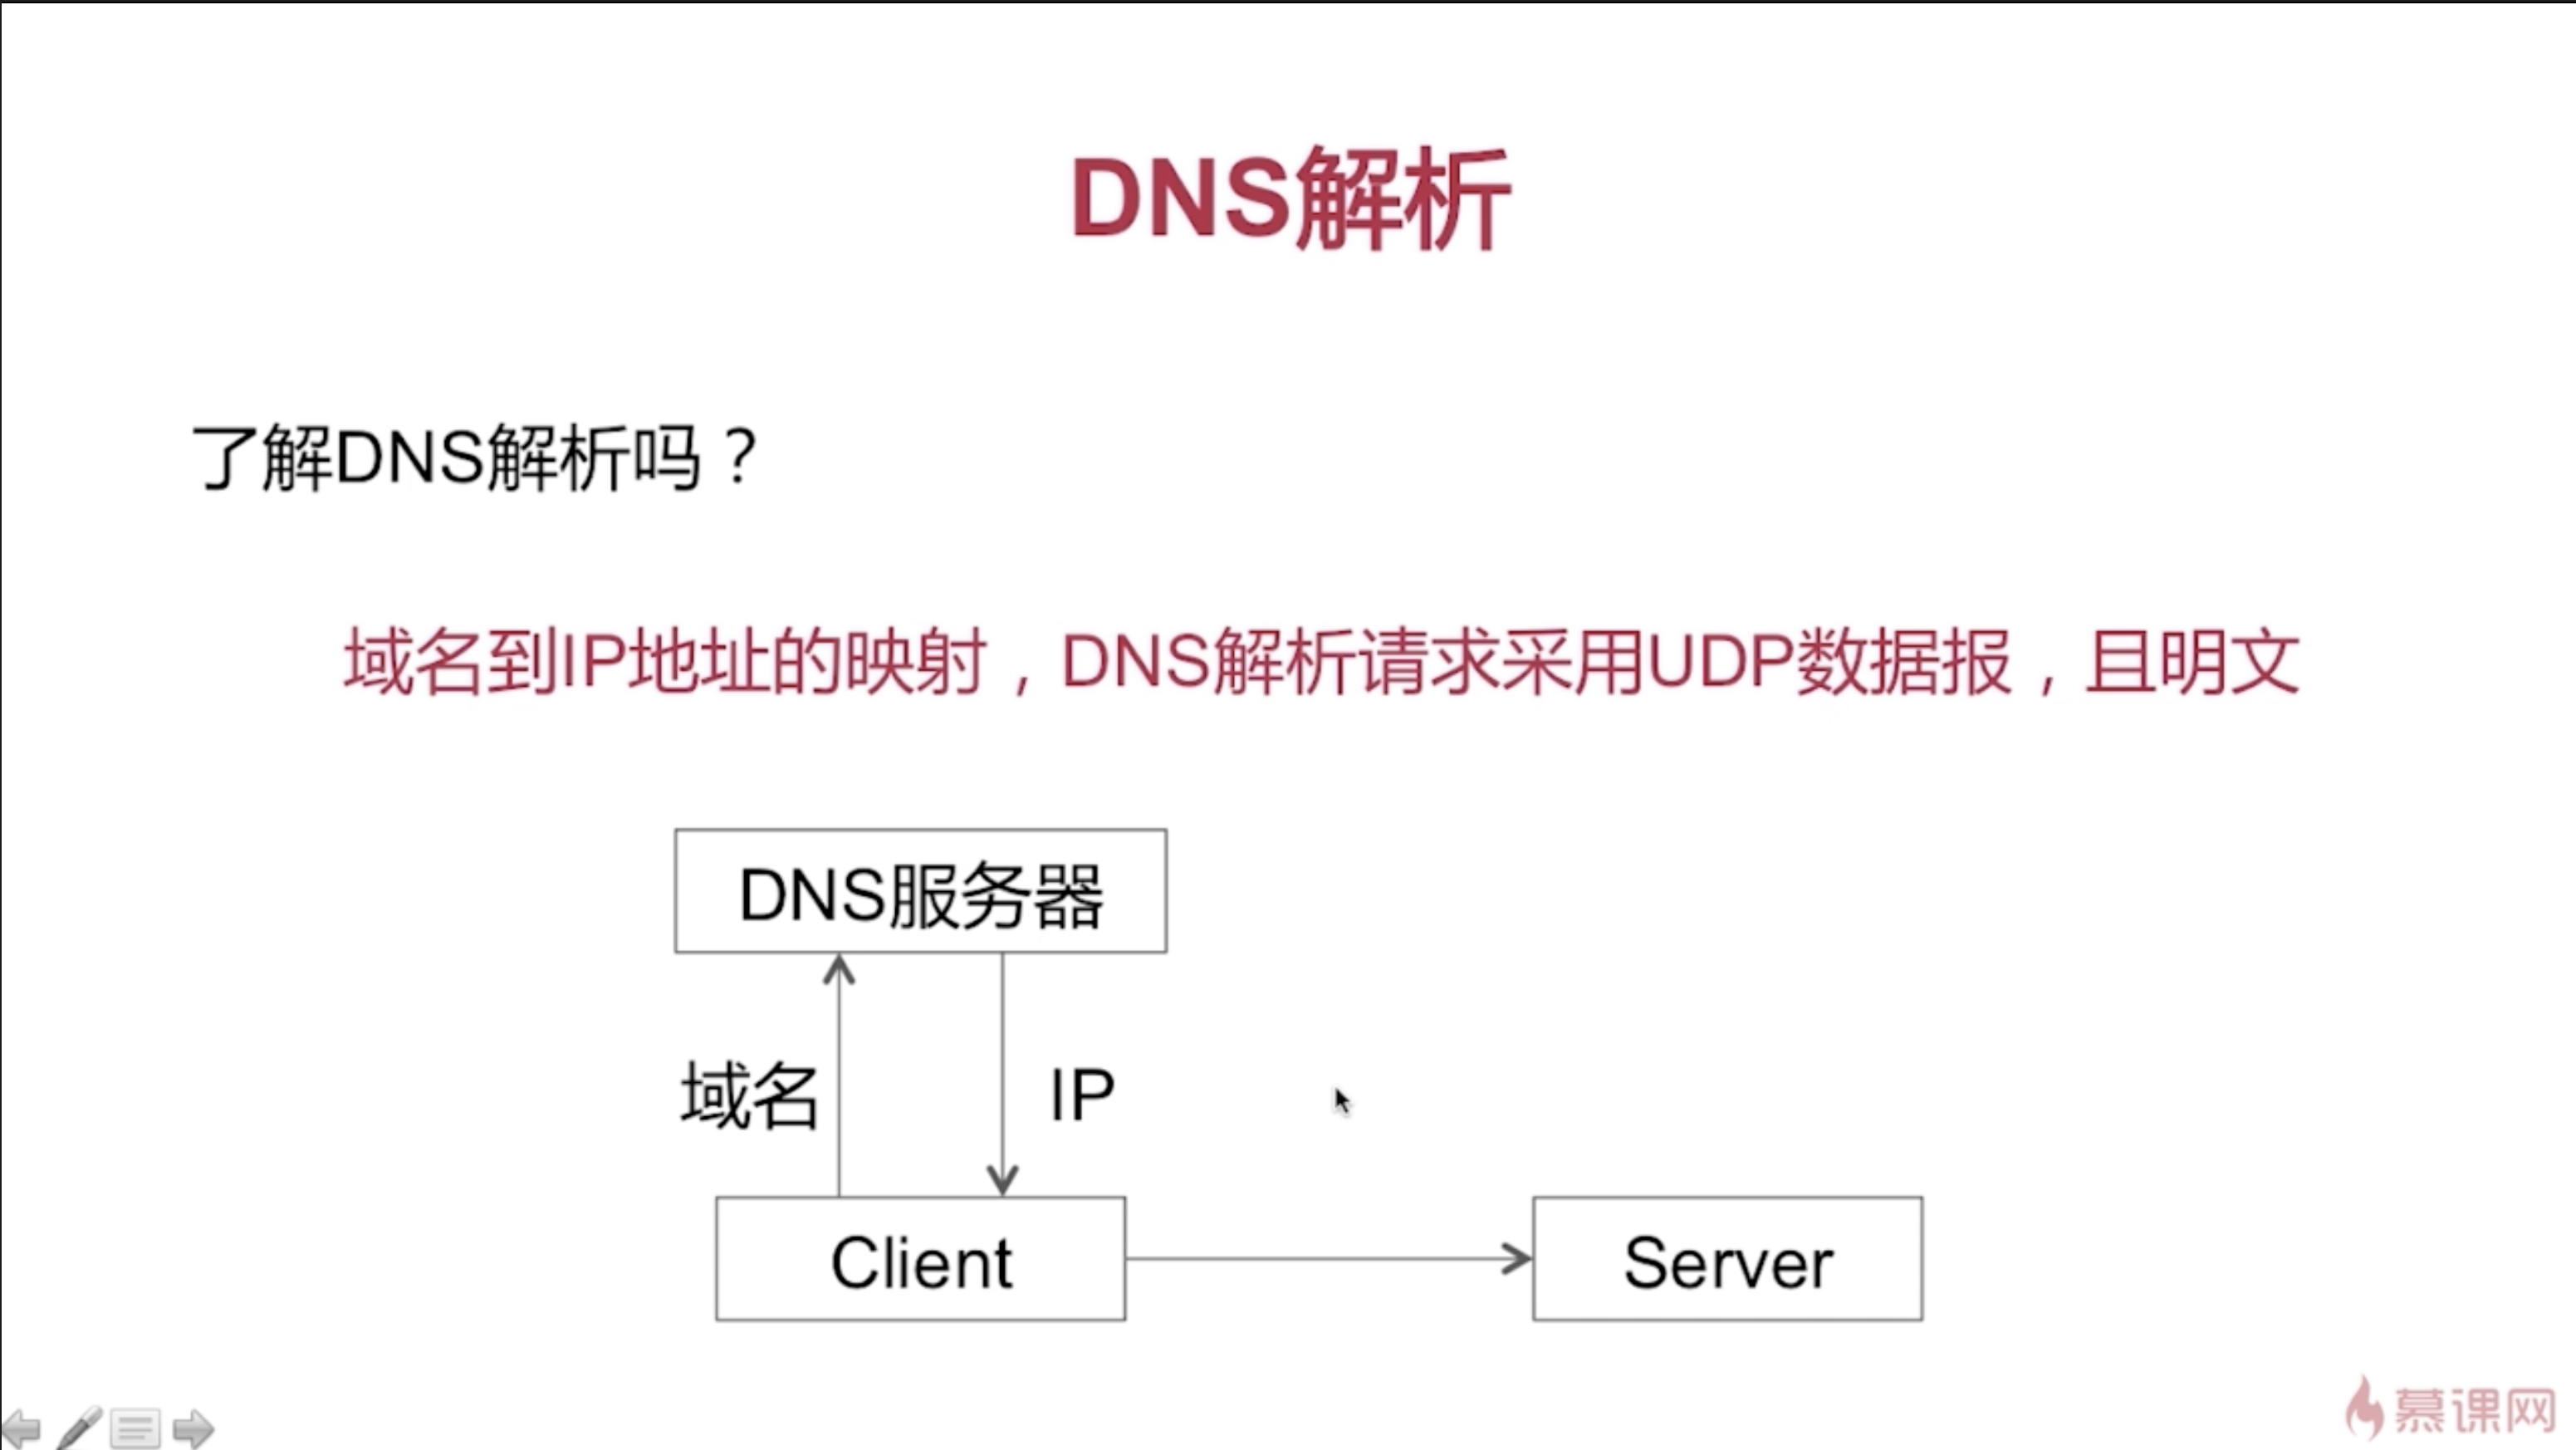 DNS解析
了解DNS解析吗？
域名到IP地址的映射，DNS解析请求采用UDP数据报，且明文
DNS服务器
域名
IP
Client
Server
慕课网